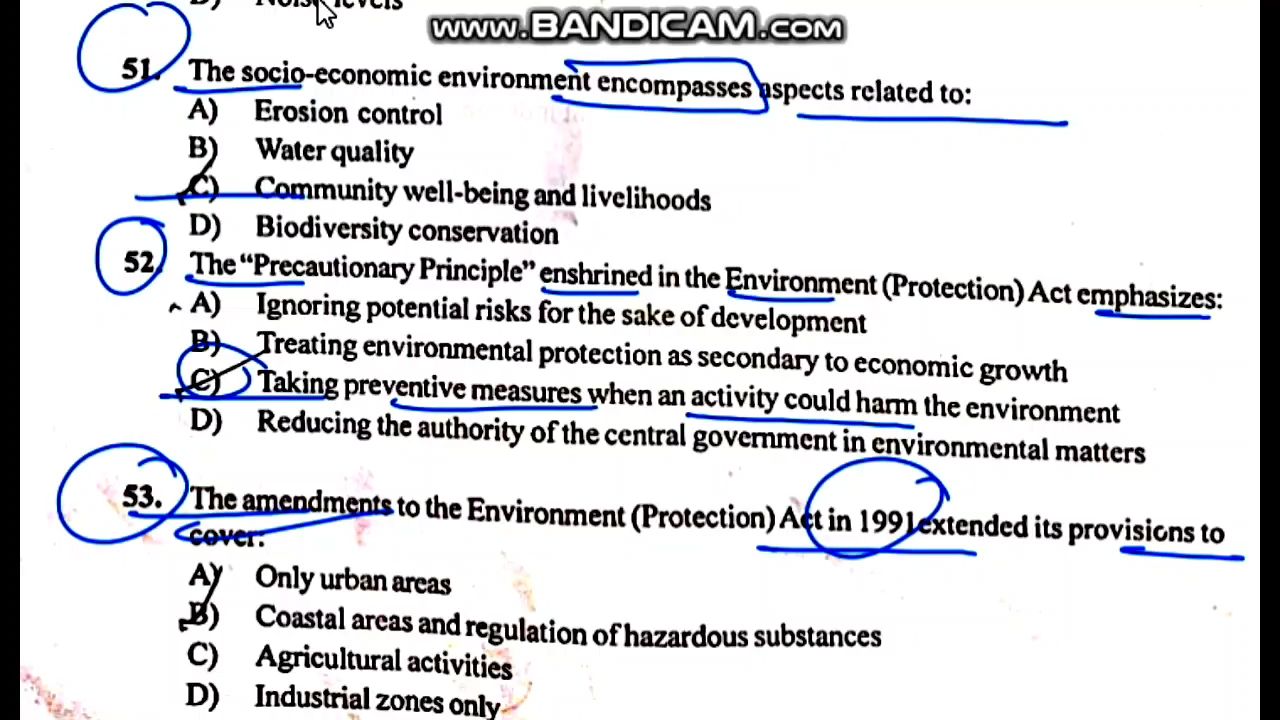 D) Noise levels
www.BANDICAM.com
51. The socio-economic environment encompasses aspects related to:
A) Erosion control
B) Water quality
C) Community well-being and livelihoods
D) Biodiversity conservation
52. The “Precautionary Principle” enshrined in the Environment (Protection) Act emphasizes:
A) Ignoring potential risks for the sake of development
B) Treating environmental protection as secondary to economic growth
C) Taking preventive measures when an activity could harm the environment
D) Reducing the authority of the central government in environmental matters
53. The amendments to the Environment (Protection) Act in 1991 extended its provisions to
cover:
A) Only urban areas
B) Coastal areas and regulation of hazardous substances
C) Agricultural activities
D) Industrial zones only